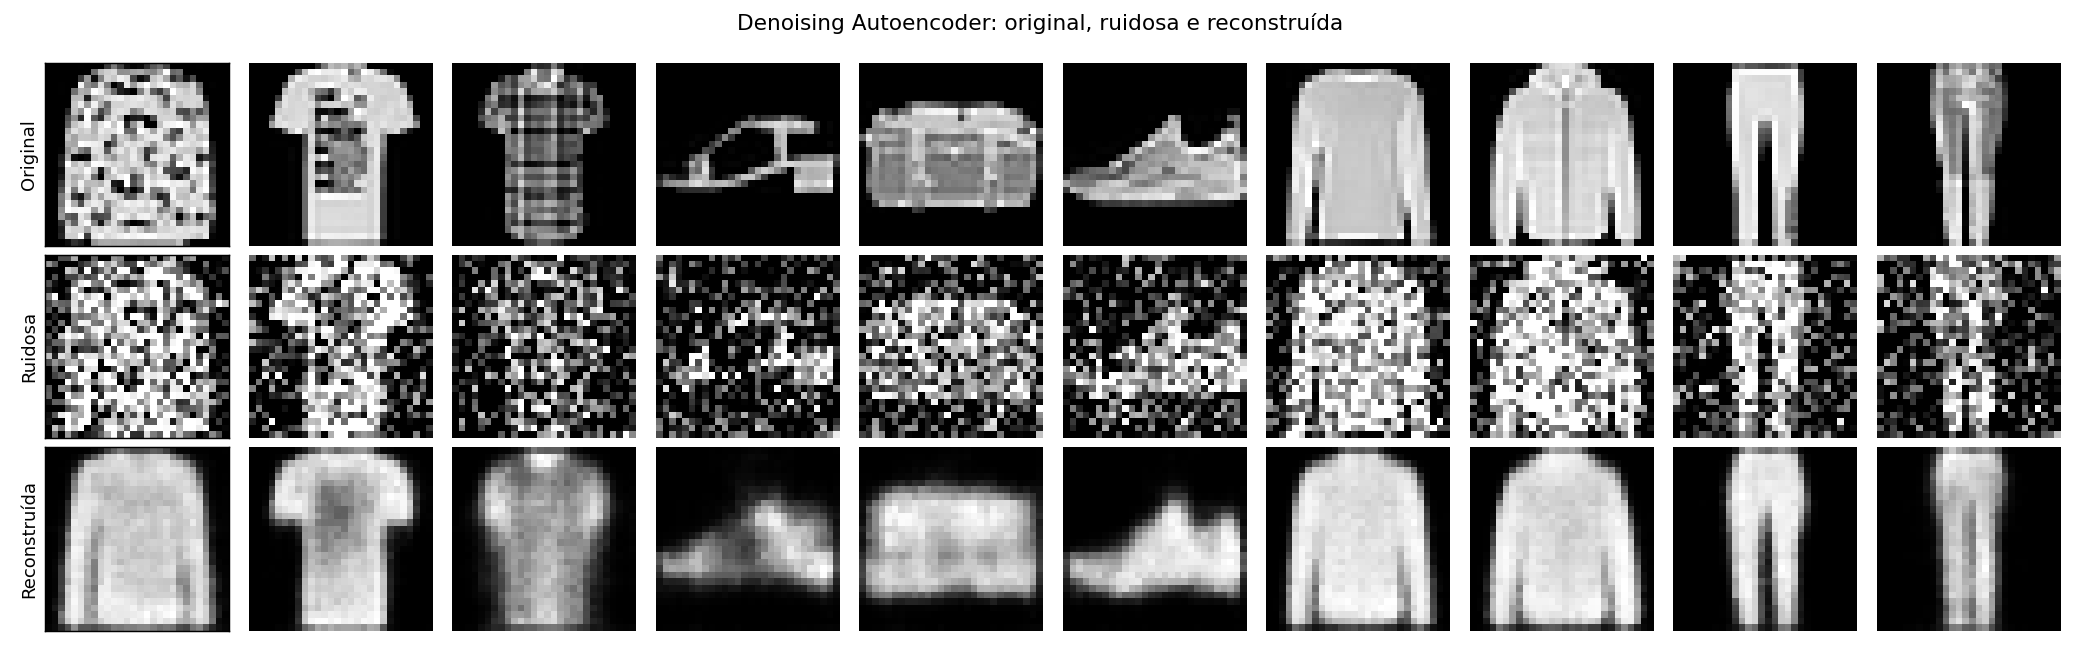 Denoising Autoencoder: original, ruidosa e reconstruída
Original
Ruidosa
Reconstruída